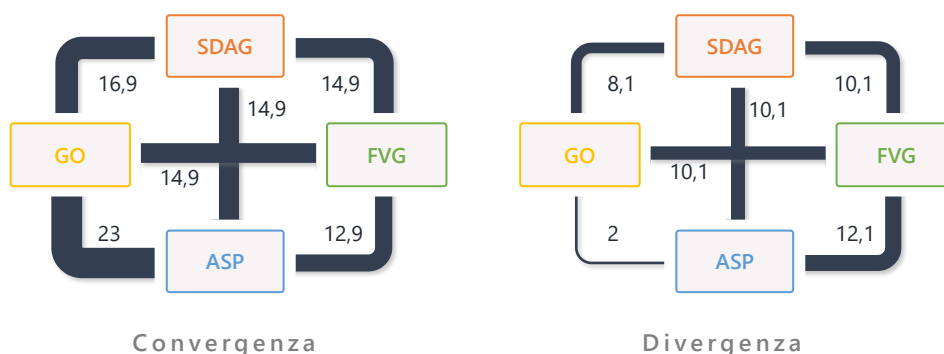 SDAG
16,9
14,9
14,9
GO
FVG
14,9
23
12,9
ASP
Convergenza
SDAG
8,1
10,1
10,1
GO
FVG
10,1
2
12,1
ASP
Divergenza